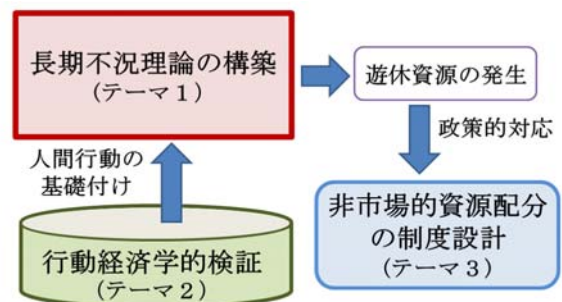 長期不況理論の構築
(テーマ1)
遊休資源の発生
政策的対応
人間行動の
基礎付け
非市場的資源配分
の制度設計
(テーマ3)
行動経済学的検証
(テーマ2)